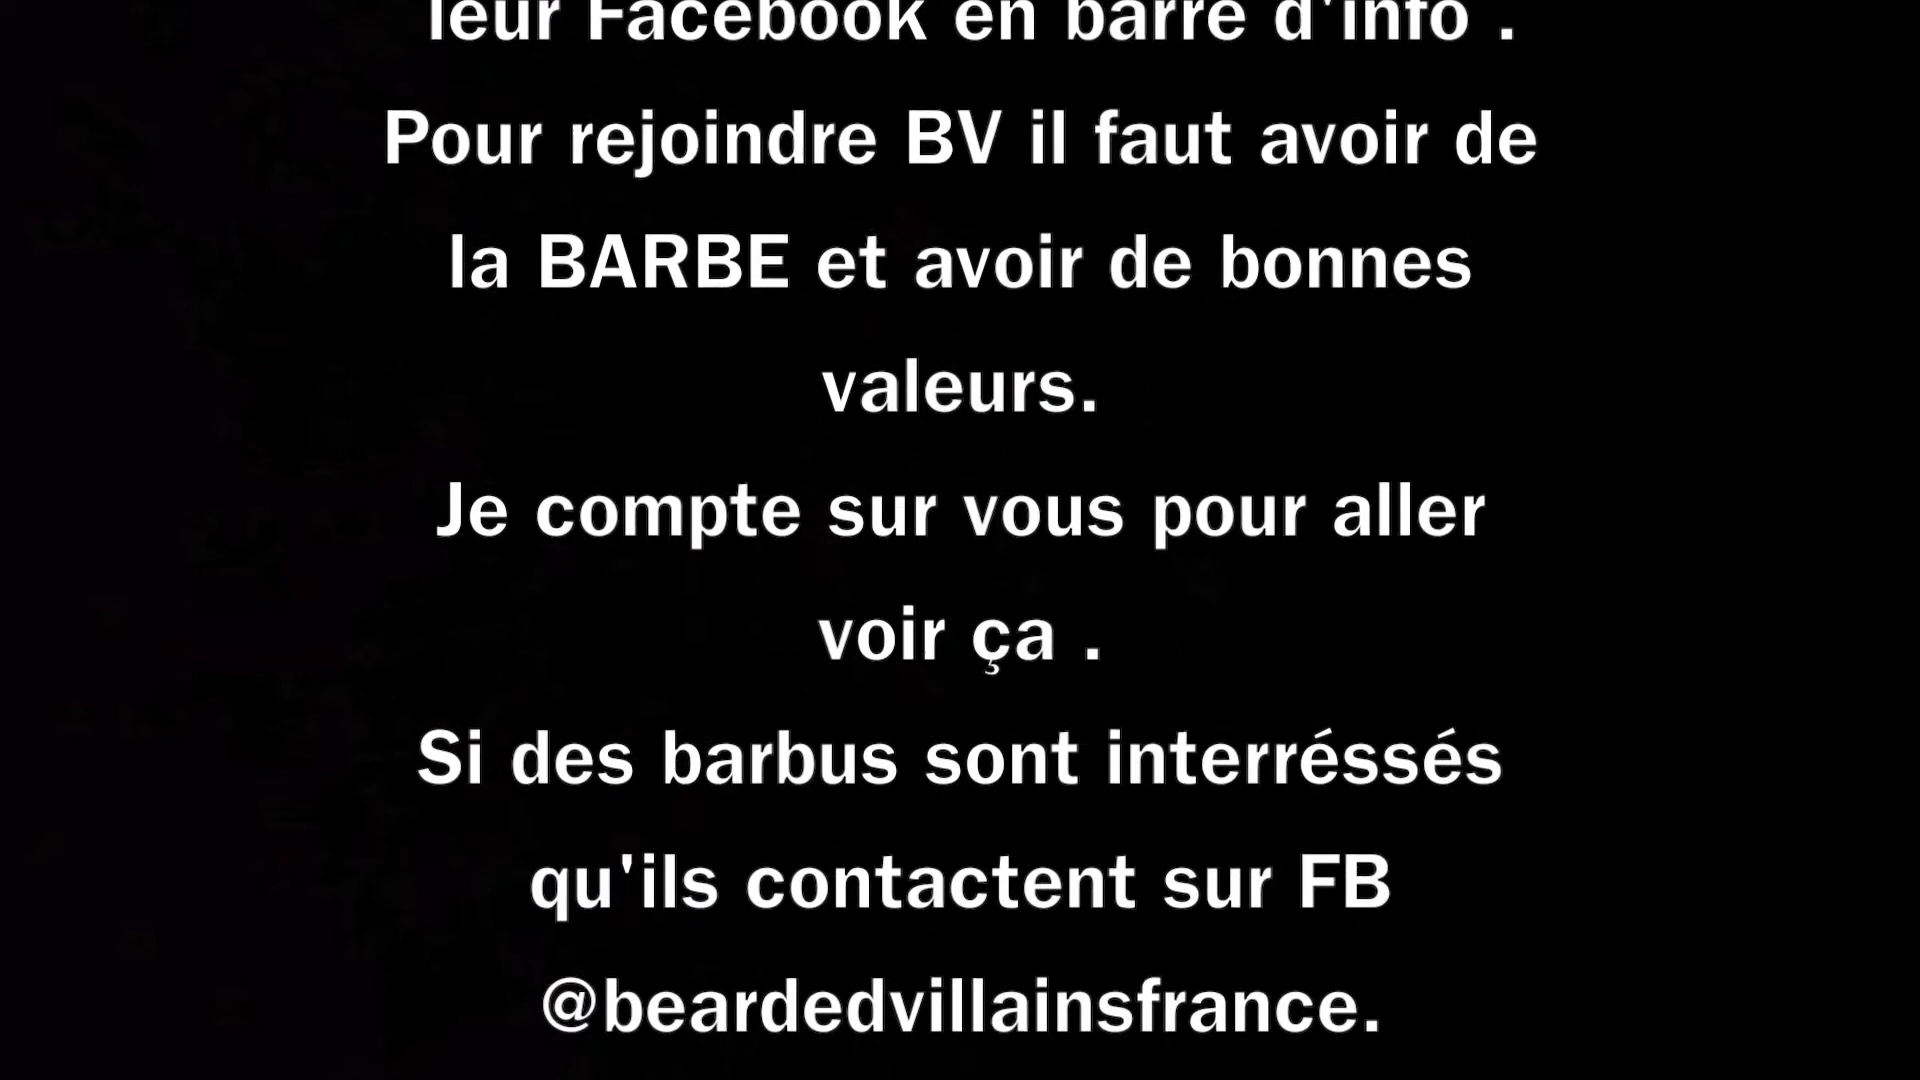 leur Facebook en barre d'info .
Pour rejoindre BV il faut avoir de
la BARBE et avoir de bonnes
valeurs.
Je compte sur vous pour aller
voir ça .
Si des barbus sont interréssés
qu'ils contactent sur FB
@beardedvillainsfrance.